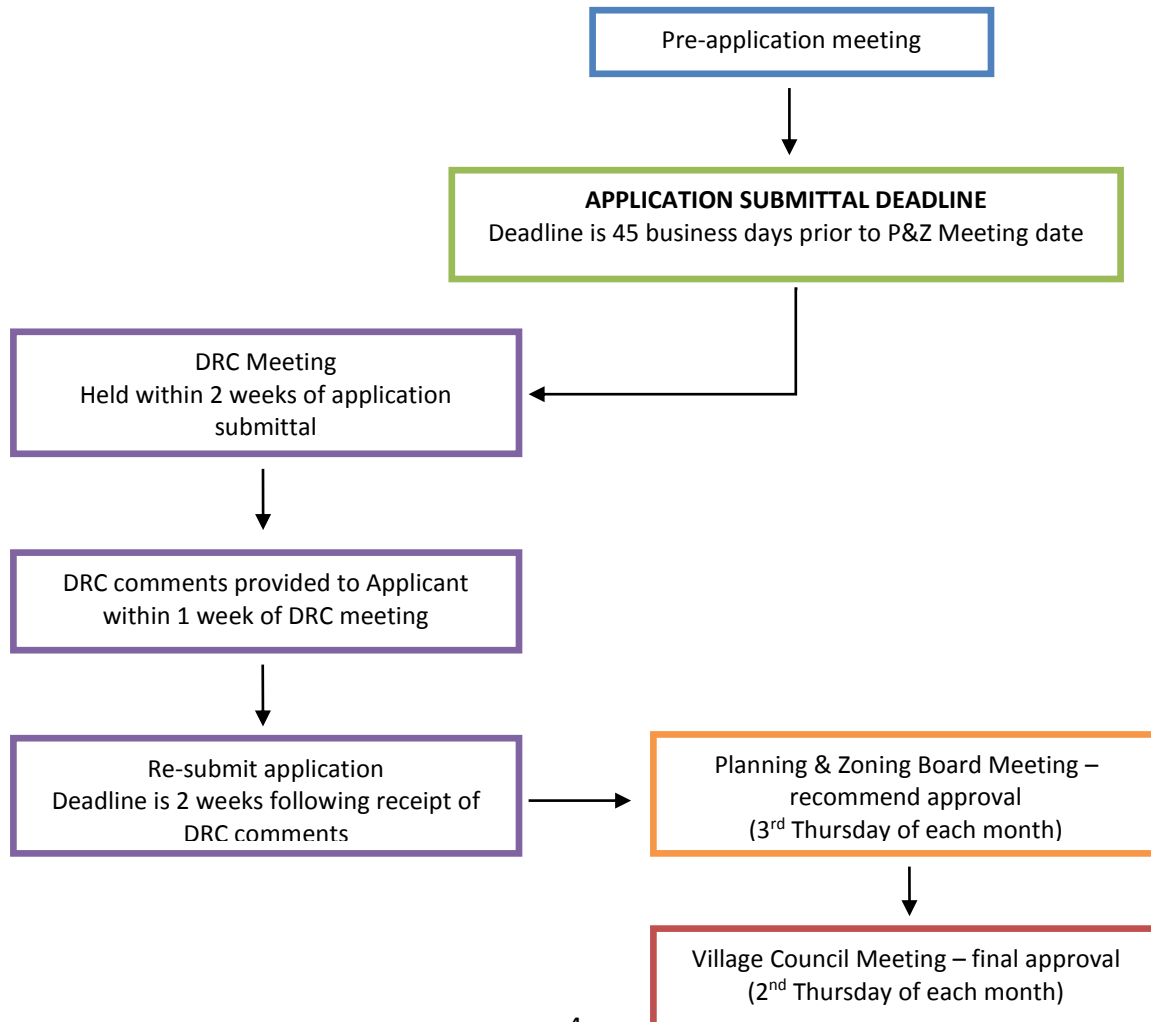 Pre-application meeting
APPLICATION SUBMITTAL DEADLINE
Deadline is 45 business days prior to P&Z Meeting date
DRC Meeting
Held within 2 weeks of application
submittal
DRC comments provided to Applicant
within 1 week of DRC meeting
Re-submit application
Deadline is 2 weeks following receipt of
DRC comments
Planning & Zoning Board Meeting –
recommend approval
(3rd Thursday of each month)
Village Council Meeting – final approval
(2nd Thursday of each month)